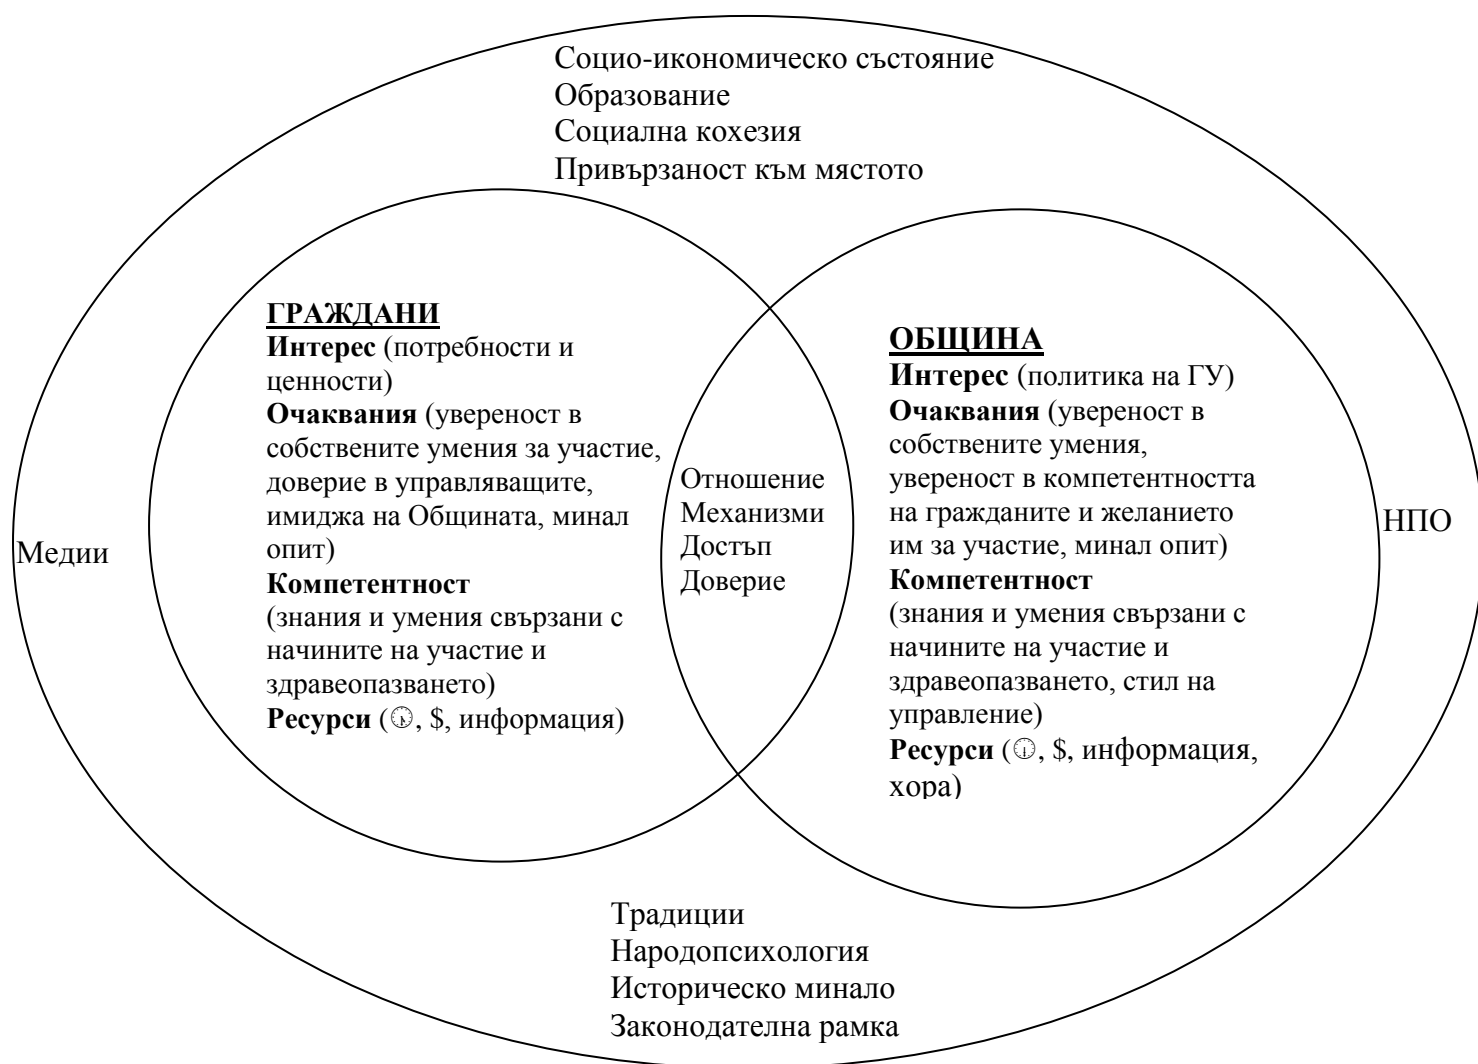 Социо-икономическо състояние
Образование
Социална кохезия
Привързаност към мястото
ГРАЖДАНИ
Интерес (потребности и
ценности)
Очаквания (увереност в
собствените умения за участие,
доверие в управляващите,
имиджа на Общината, минал
опит)
Компетентност
(знания и умения свързани с
начините на участие и
здравеопазването)
Ресурси (🕔, $, информация)
Отношение
Механизми
Достъп
Доверие
ОБЩИНА
Интерес (политика на ГУ)
Очаквания (увереност в
собствените умения,
увереност в компетентността
на гражданите и желанието
им за участие, минал опит)
Компетентност
(знания и умения свързани с
начините на участие и
здравеопазването, стил на
управление)
Ресурси (🕕, $, информация,
хора)
Медии
НПО
Традиции
Народопсихология
Историческо минало
Законодателна рамка